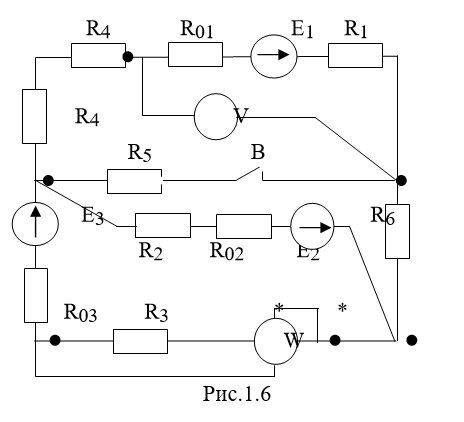 R4 R01 E1 R1
R4 V
R5 B
E3 R6
R2 R02 E2
* *
R03 R3 W
Рис.1.6